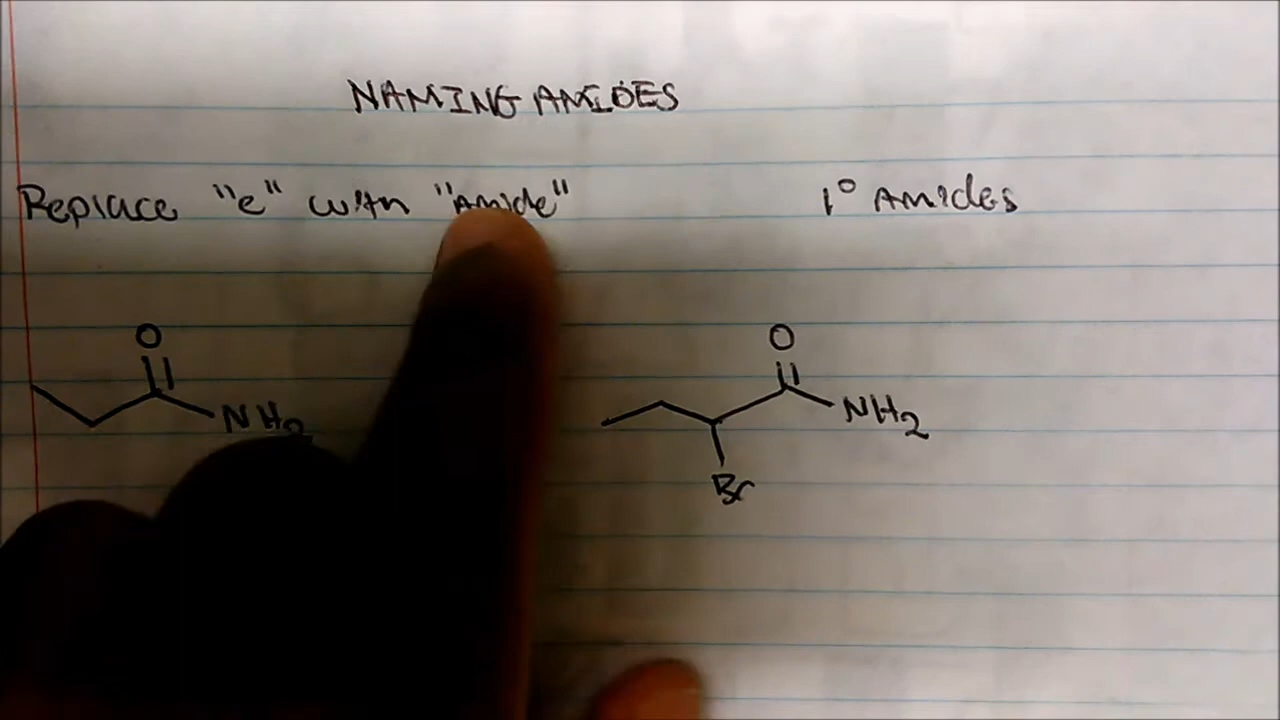 NAMING AMIDES
Replace "e" with "Amide"
1° Amides
O
NH2
O
NH2
Br